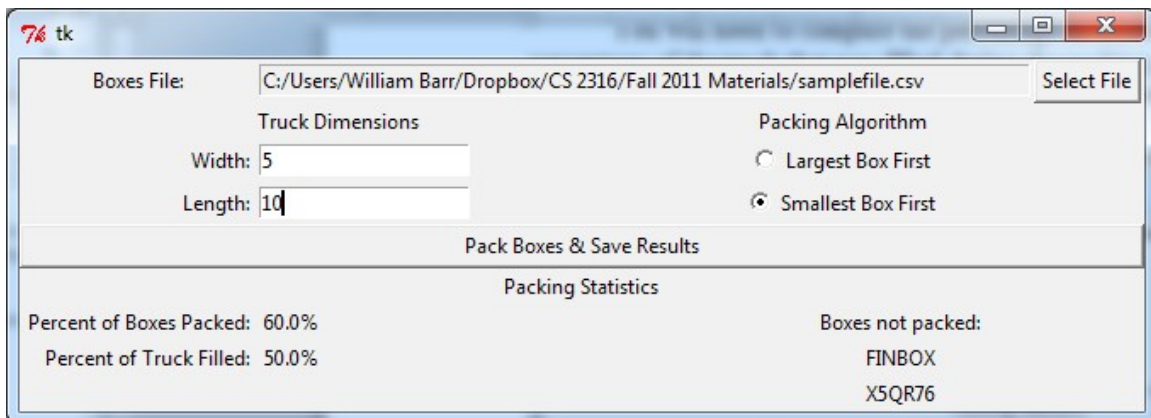 tk
Boxes File: C:/Users/William Barr/Dropbox/CS 2316/Fall 2011 Materials/samplefile.csv Select File
Truck Dimensions Packing Algorithm
Width: 5 Largest Box First
Length: 10 Smallest Box First
Pack Boxes & Save Results
Packing Statistics
Percent of Boxes Packed: 60.0% Boxes not packed:
Percent of Truck Filled: 50.0% FINBOX
X5QR76